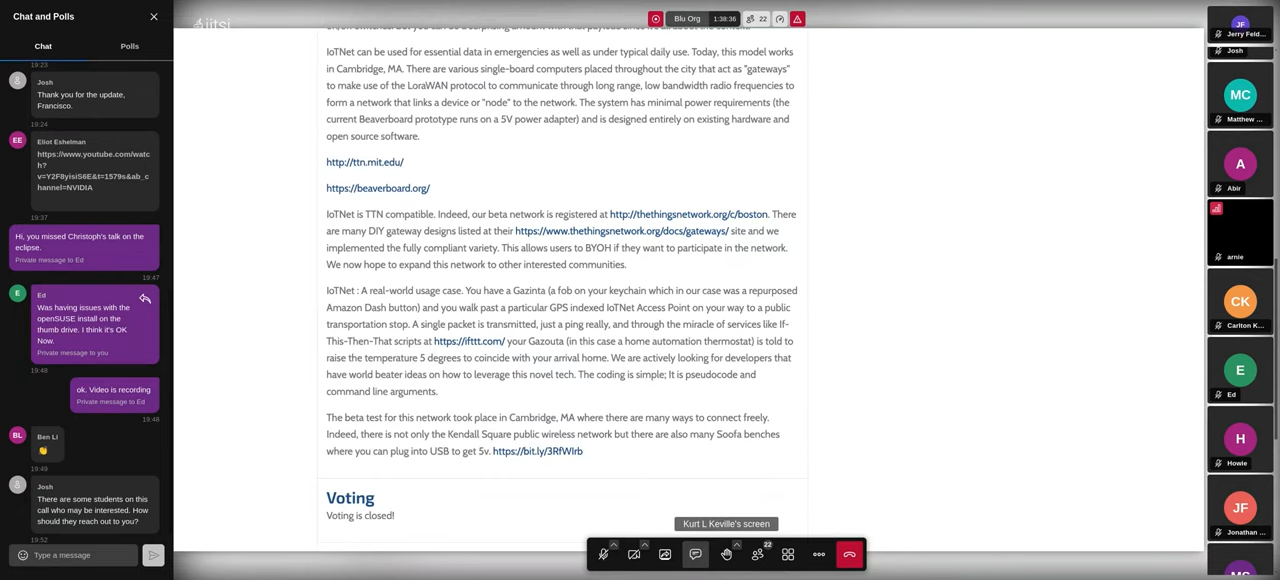 Chat and Polls
Chat
Polls
19:23
Josh
Thank you for the update,
Francisco.
19:24
EE
Eliot Eshelman
https://www.youtube.com/watc
h?
v=Y2F8yisiS6E&t=1579s&ab_c
hannel=NVIDIA
19:37
Hi, you missed Christoph's talk on the
eclipse.
Private message to Ed
19:47
E
Ed
Was having issues with the
openSUSE install on the
thumb drive. I think it's OK
Now.
Private message to you
19:48
ok. Video is recording
Private message to Ed
19:48
BL
Ben Li
👏
19:49
Josh
There are some students on this
call who may be interested. How
should they reach out to you?
19:52
Type a message
jitsi
Blu Org
1:38:36
22
IoTNet can be used for essential data in emergencies as well as under typical daily use. Today, this model works
in Cambridge, MA. There are various single-board computers placed throughout the city that act as "gateways"
to make use of the LoraWAN protocol to communicate through long range, low bandwidth radio frequencies to
form a network that links a device or "node" to the network. The system has minimal power requirements (the
current Beaverboard prototype runs on a 5V power adapter) and is designed entirely on existing hardware and
open source software.
http://ttn.mit.edu/
https://beaverboard.org/
IoTNet is TTN compatible. Indeed, our beta network is registered at http://thethingsnetwork.org/c/boston. There
are many DIY gateway designs listed at their https://www.thethingsnetwork.org/docs/gateways/ site and we
implemented the fully compliant variety. This allows users to BYOH if they want to participate in the network.
We now hope to expand this network to other interested communities.
IoTNet : A real-world usage case. You have a Gazinta (a fob on your keychain which in our case was a repurposed
Amazon Dash button) and you walk past a particular GPS indexed IoTNet Access Point on your way to a public
transportation stop. A single packet is transmitted, just a ping really, and through the miracle of services like If-
This-Then-That scripts at https://ifttt.com/ your Gazouta (in this case a home automation thermostat) is told to
raise the temperature 5 degrees to coincide with your arrival home. We are actively looking for developers that
have world beater ideas on how to leverage this novel tech. The coding is simple; It is pseudocode and
command line arguments.
The beta test for this network took place in Cambridge, MA where there are many ways to connect freely.
Indeed, there is not only the Kendall Square public wireless network but there are also many Soofa benches
where you can plug into USB to get 5v. https://bit.ly/3RfWIrb
Voting
Voting is closed!
Kurt L Keville's screen
22
JF
Jerry Feld...
Josh
MC
Matthew ...
A
Abir
arnie
CK
Carlton K...
E
Ed
H
Howie
JF
Jonathan ...